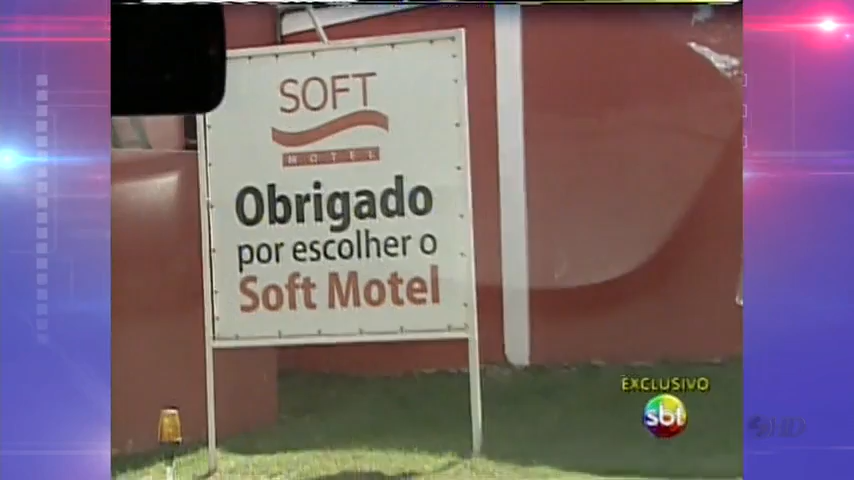 SOFT
MOTEL
Obrigado
por escolher o
Soft Motel
EXCLUSIVO
sbt
HD